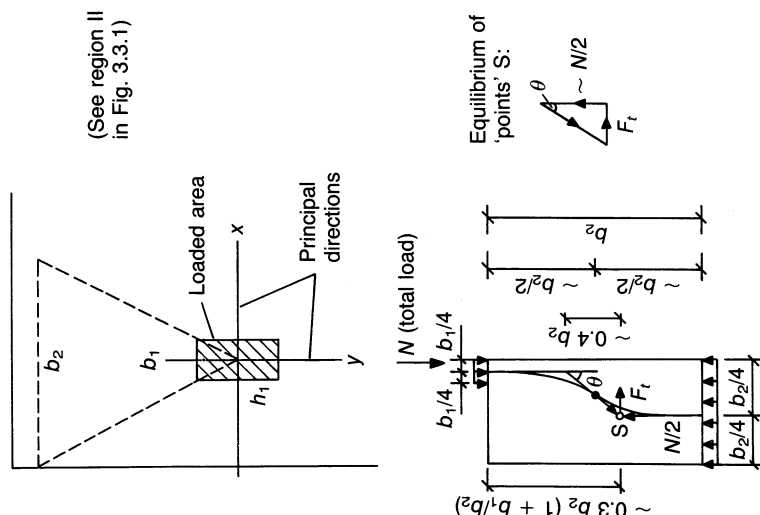 (See region II
in Fig. 3.3.1)
b₂
b₁
h₁
Loaded area
x
y
Principal
directions
Equilibrium of
'points' S:
θ
~ N/2
Fₜ
N (total load)
b₁/4
b₁/4
~ b₂/2
~ b₂/2
b₂
~ 0.4 b₂
θ
S
Fₜ
N/2
b₂/4
b₂/4
~ 0.3 b₂ (1 + b₁/b₂)